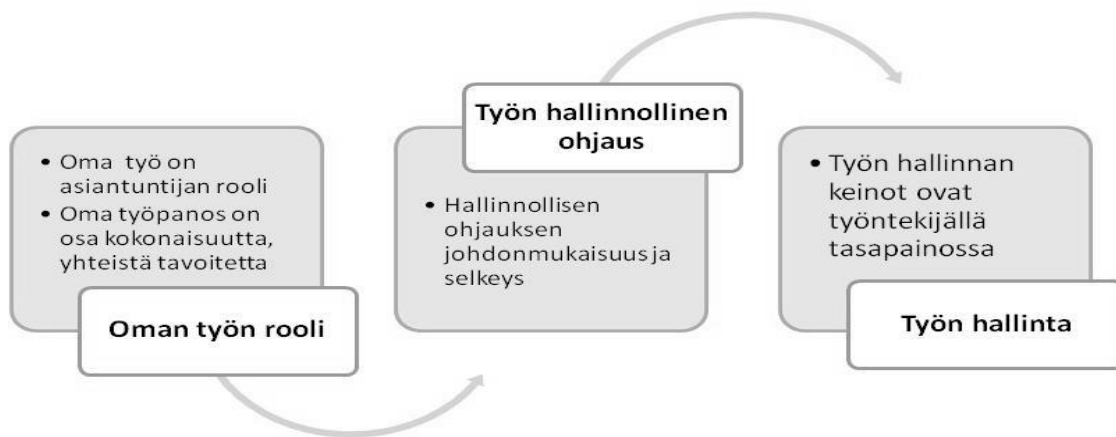 • Oma työ on
asiantuntijan rooli
• Oma työpanos on
osa kokonaisuutta,
yhteistä tavoitetta
Oman työn rooli
Työn hallinnollinen
ohjaus
• Hallinnollisen
ohjauksen
johdonmukaisuus ja
selkeys
• Työn hallinnan
keinot ovat
työntekijällä
tasapainossa
Työn hallinta